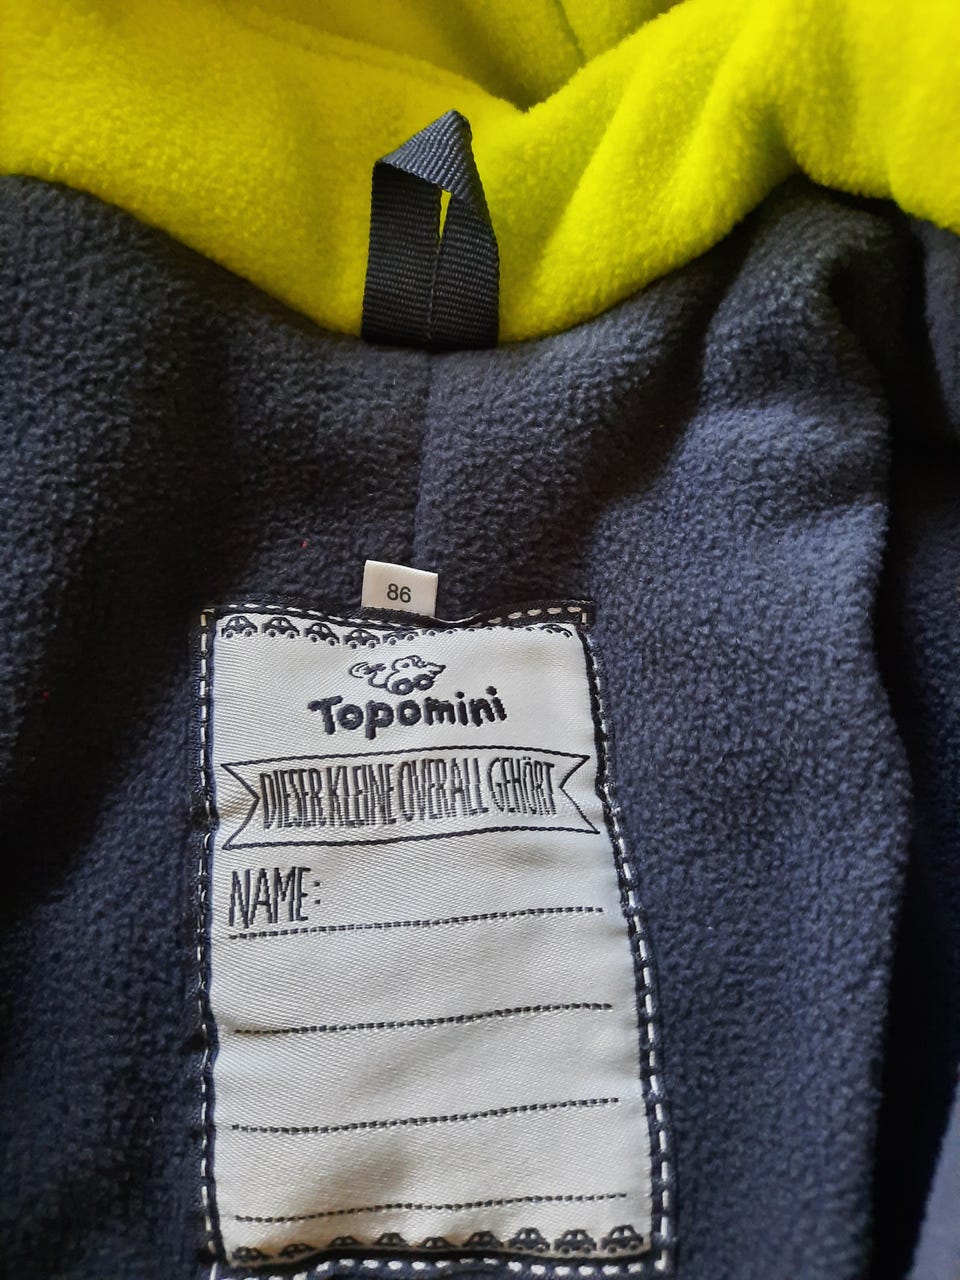 86
Topomini
DIESER KLEINE OVERALL GEHÖRT
NAME: